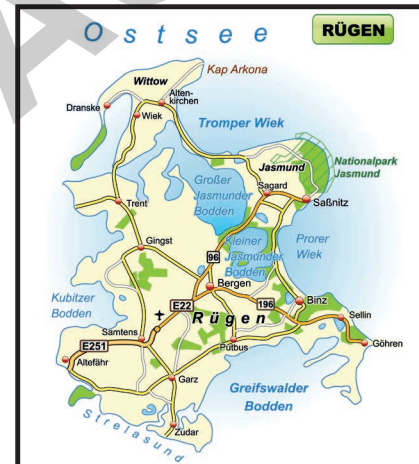 Ostsee
RÜGEN
Kap Arkona
Wittow
Alten-
kirchen
Dranske
Wiek
Tromper Wiek
Nationalpark
Jasmund
Jasmund
Großer
Jasmunder
Bodden
Sagard
Saßnitz
Trent
Gingst
Kleiner
Jasmunder
Bodden
Prorer
Wiek
96
Bergen
Kubitzer
Bodden
E22
196
Binz
Rügen
Sellin
Samtens
E251
Putbus
Göhren
Altefähr
Garz
Greifswalder
Bodden
Strelasund
Zudar